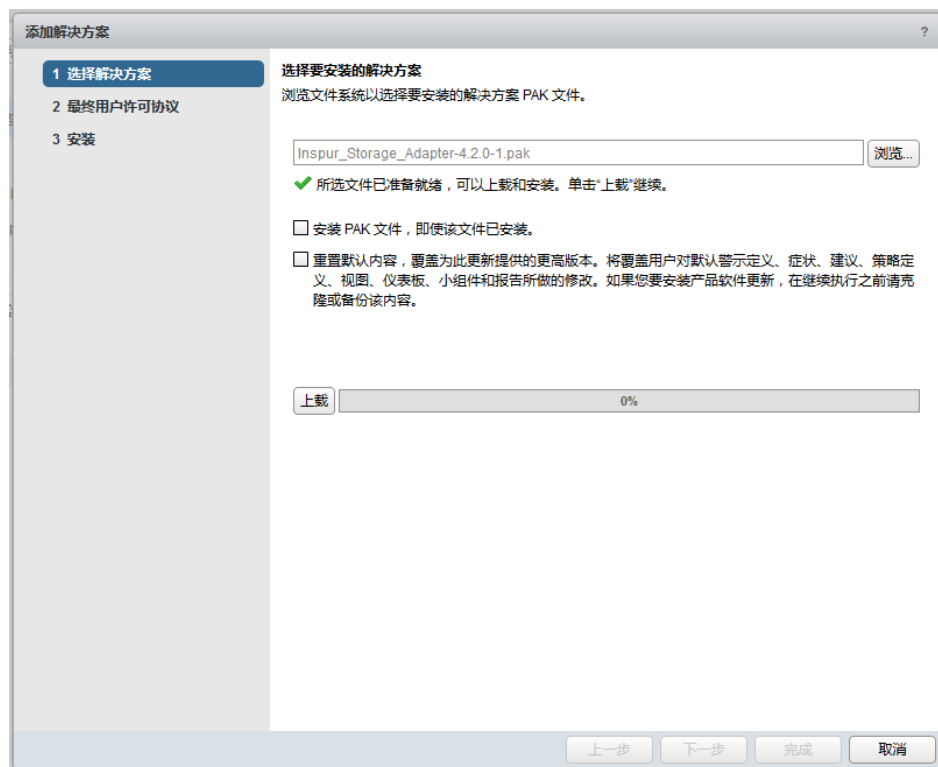 添加解决方案
?
1 选择解决方案
2 最终用户许可协议
3 安装
选择要安装的解决方案
浏览文件系统以选择要安装的解决方案 PAK 文件。
Inspur_Storage_Adapter-4.2.0-1.pak
浏览...
所选文件已准备就绪，可以上载和安装。单击“上载”继续。
安装 PAK 文件，即使该文件已安装。
重置默认内容，覆盖为此更新提供的更高版本。将覆盖用户对默认警示定义、症状、建议、策略定
义、视图、仪表板、小组件和报告所做的修改。如果您要安装产品软件更新，在继续执行之前请克
隆或备份该内容。
上载
0%
上一步
下一步
完成
取消